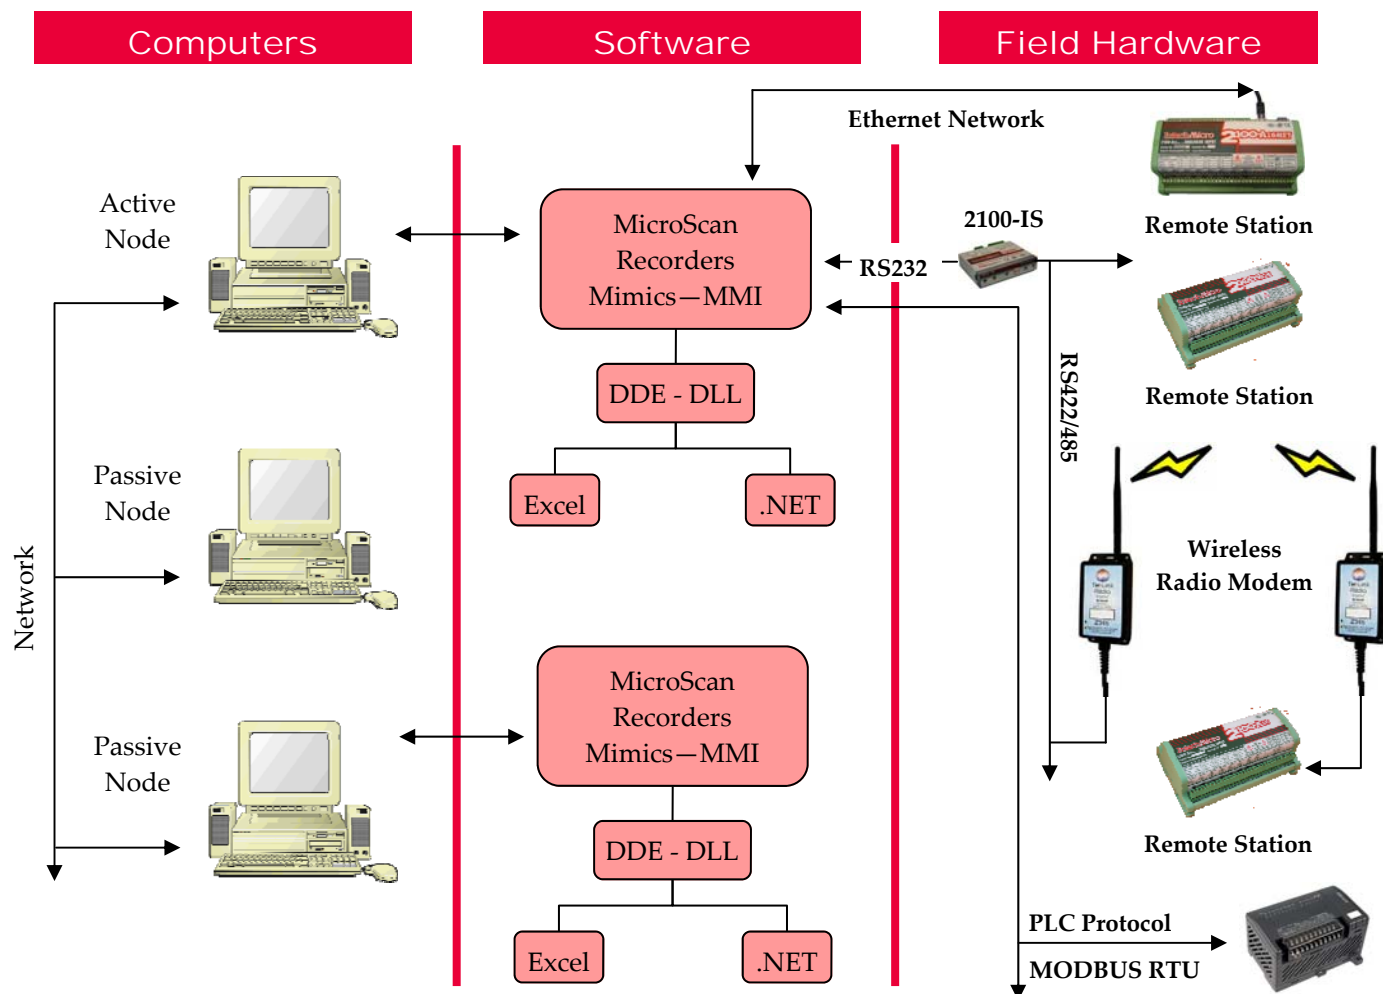 Computers
Software
Field Hardware
Ethernet Network
Remote Station
Active
Node
MicroScan
Recorders
Mimics—MMI
2100-IS
RS232
Remote Station
RS422/485
DDE - DLL
Excel
.NET
Passive
Node
Network
Wireless
Radio Modem
MicroScan
Recorders
Mimics—MMI
Passive
Node
DDE - DLL
Excel
.NET
Remote Station
PLC Protocol
MODBUS RTU